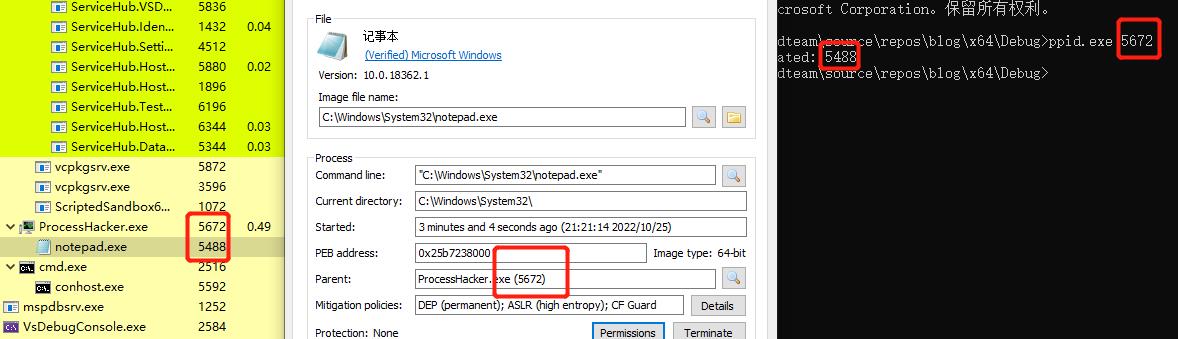 ServiceHub.VSD... 5836
ServiceHub.Iden... 1432 0.04
ServiceHub.Setti... 4512
ServiceHub.Host... 5880 0.02
ServiceHub.Host... 1896
ServiceHub.Test... 6196
ServiceHub.Host... 6344 0.03
ServiceHub.Data... 5344 0.03
vcpkgsrv.exe 5872
vcpkgsrv.exe 3596
ScriptedSandbox6... 1072
ProcessHacker.exe 5672 0.49
notepad.exe 5488
cmd.exe 2516
conhost.exe 5592
mspdbsrv.exe 1252
VsDebugConsole.exe 2584
File
记事本
(Verified) Microsoft Windows
Version: 10.0.18362.1
Image file name:
C:\Windows\System32\notepad.exe
Process
Command line: "C:\Windows\System32\notepad.exe"
Current directory: C:\Windows\System32\
Started: 3 minutes and 4 seconds ago (21:21:14 2022/10/25)
PEB address: 0x25b7238000 Image type: 64-bit
Parent: ProcessHacker.exe (5672)
Mitigation policies: DEP (permanent); ASLR (high entropy); CF Guard Details
Protection: None Permissions Terminate
crosoft Corporation。保留所有权利。
dteam\source\repos\blog\x64\Debug>ppid.exe 5672
ated: 5488
dteam\source\repos\blog\x64\Debug>